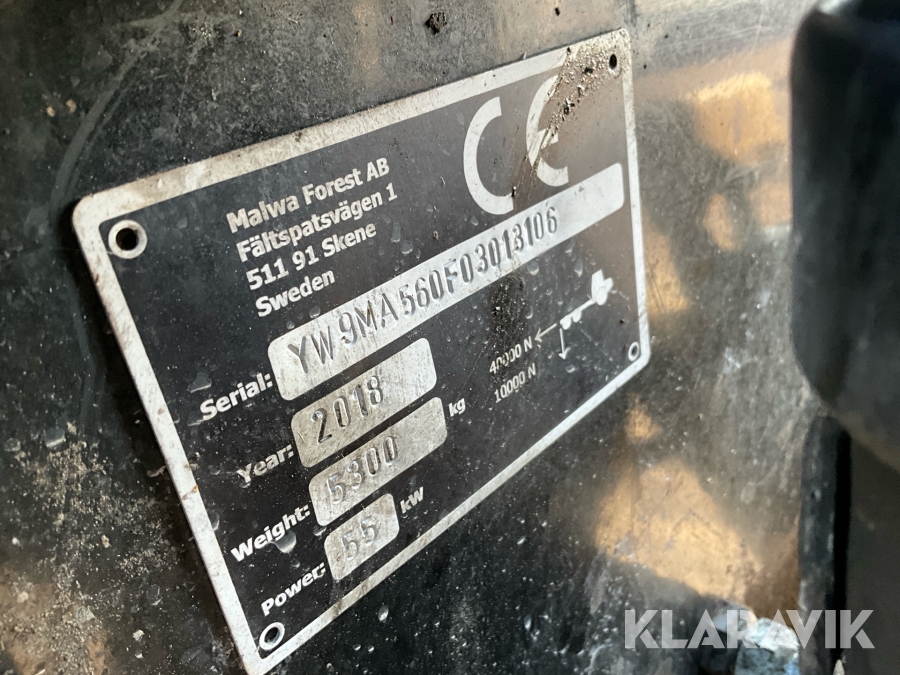 CE
Malwa Forest AB
Fältspatsvägen 1
511 91 Skene
Sweden
Serial: YW9MA560F03013106
Year: 2018
Weight: 5300 kg
Power: 55 kW
40000 N
10000 N
KLARAVIK